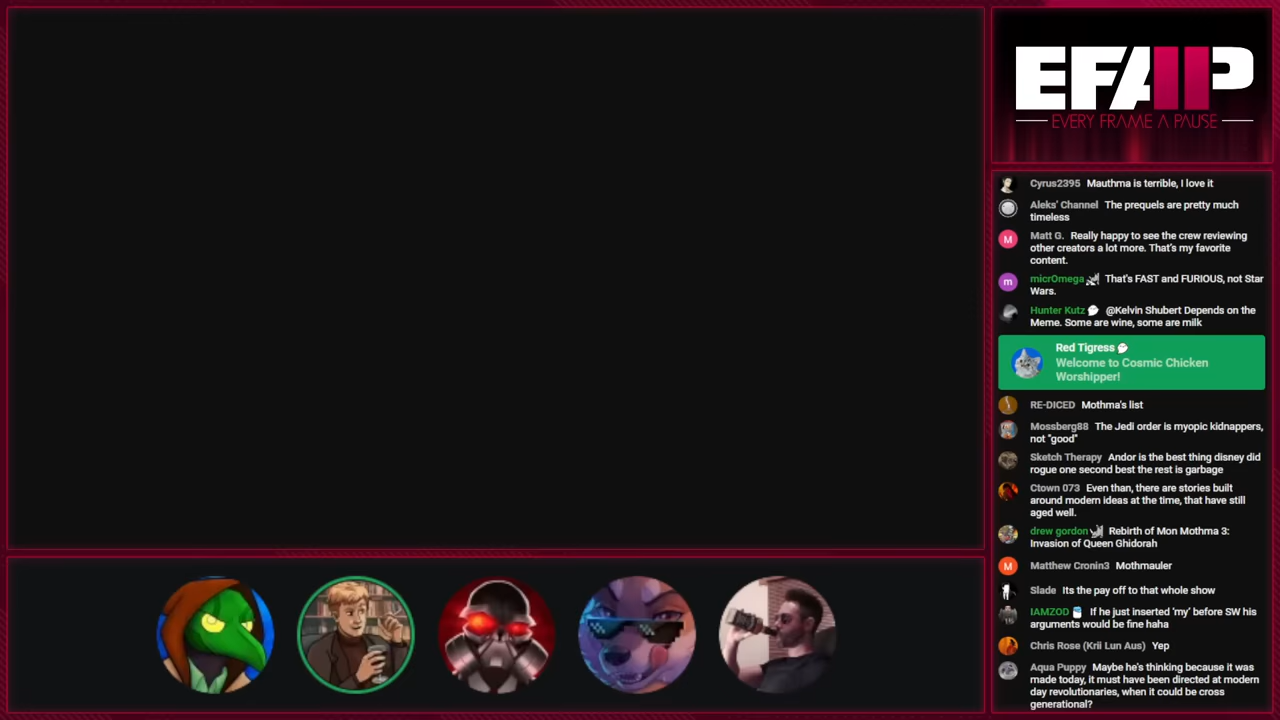 EFAP
EVERY FRAME A PAUSE
Cyrus2395 Mauthma is terrible, I love it
Aleks' Channel The prequels are pretty much
timeless
Matt G. Really happy to see the crew reviewing
other creators a lot more. That's my favorite
content.
M
micrOmega That's FAST and FURIOUS, not Star
Wars.
m
Hunter Kutz @Kelvin Shubert Depends on the
Meme. Some are wine, some are milk
Red Tigress
Welcome to Cosmic Chicken
Worshipper!
RE-DICED Mothma's list
Mossberg88 The Jedi order is myopic kidnappers,
not "good"
Sketch Therapy Andor is the best thing disney did
rogue one second best the rest is garbage
Ctown 073 Even than, there are stories built
around modern ideas at the time, that have still
aged well.
drew gordon Rebirth of Mon Mothma 3:
Invasion of Queen Ghidorah
M Matthew Cronin3 Mothmauler
Slade Its the pay off to that whole show
IAMZOD If he just inserted 'my' before SW his
arguments would be fine haha
Chris Rose (Krii Lun Aus) Yep
Aqua Puppy Maybe he's thinking because it was
made today, it must have been directed at modern
day revolutionaries, when it could be cross
generational?